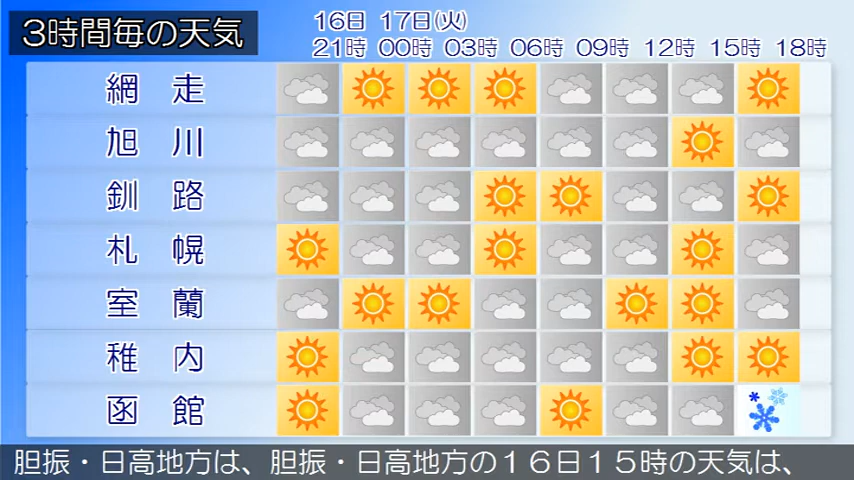 3時間毎の天気
16日 17日(火)
21時 00時 03時 06時 09時 12時 15時 18時
網走
旭川
釧路
札幌
室蘭
稚内
函館
胆振・日高地方は、胆振・日高地方の１６日１５時の天気は、